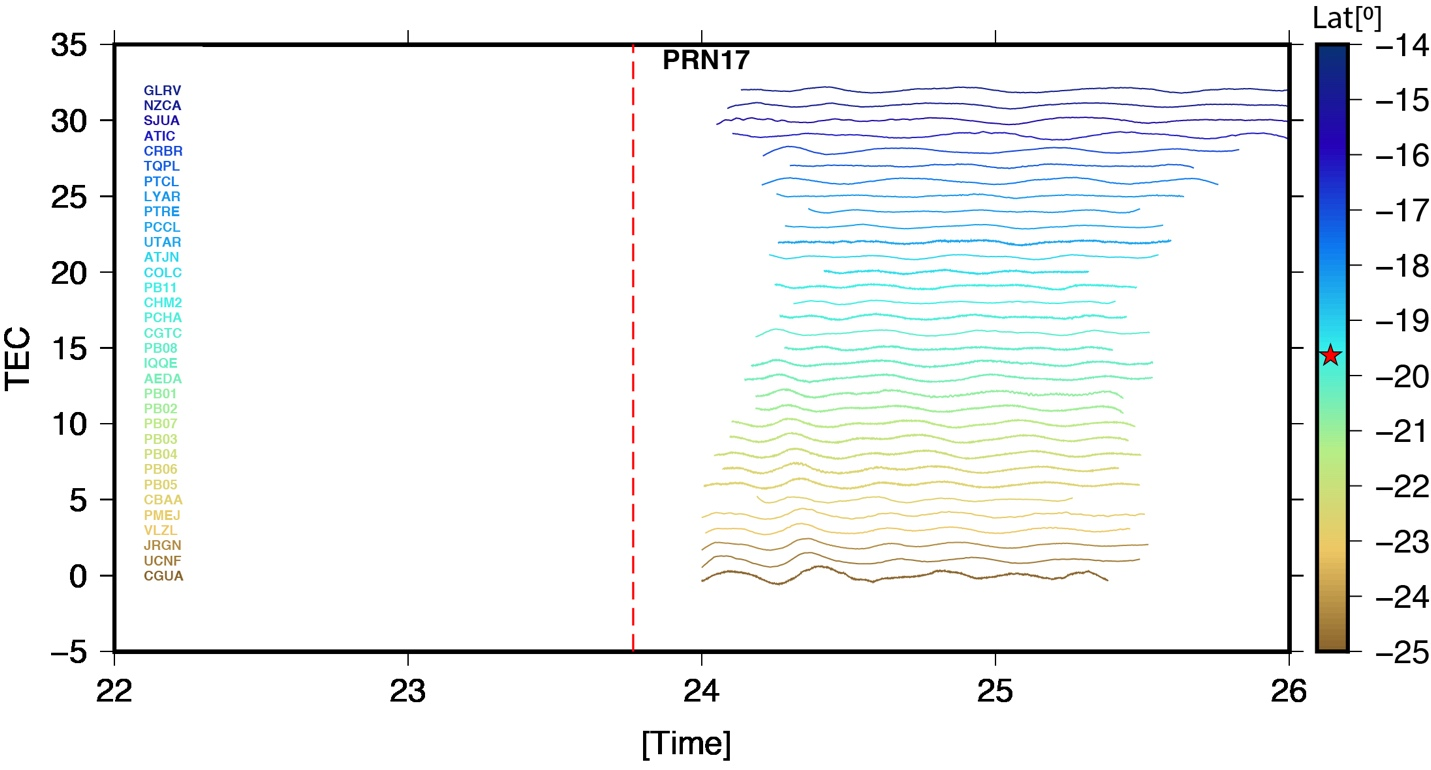 Lat[º]
PRN17
35
30
25
20
15
10
5
0
−5
TEC
GLRV
NZCA
SJUA
ATIC
CRBR
TQPL
PTCL
LYAR
PTRE
PCCL
UTAR
ATJN
COLC
PB11
CHM2
PCHA
CGTC
PB08
IQQE
AEDA
PB01
PB02
PB07
PB03
PB04
PB06
PB05
CBAA
PMEJ
VLZL
JRGN
UCNF
CGUA
−14
−15
−16
−17
−18
−19
−20
−21
−22
−23
−24
−25
22 23 24 25 26
[Time]